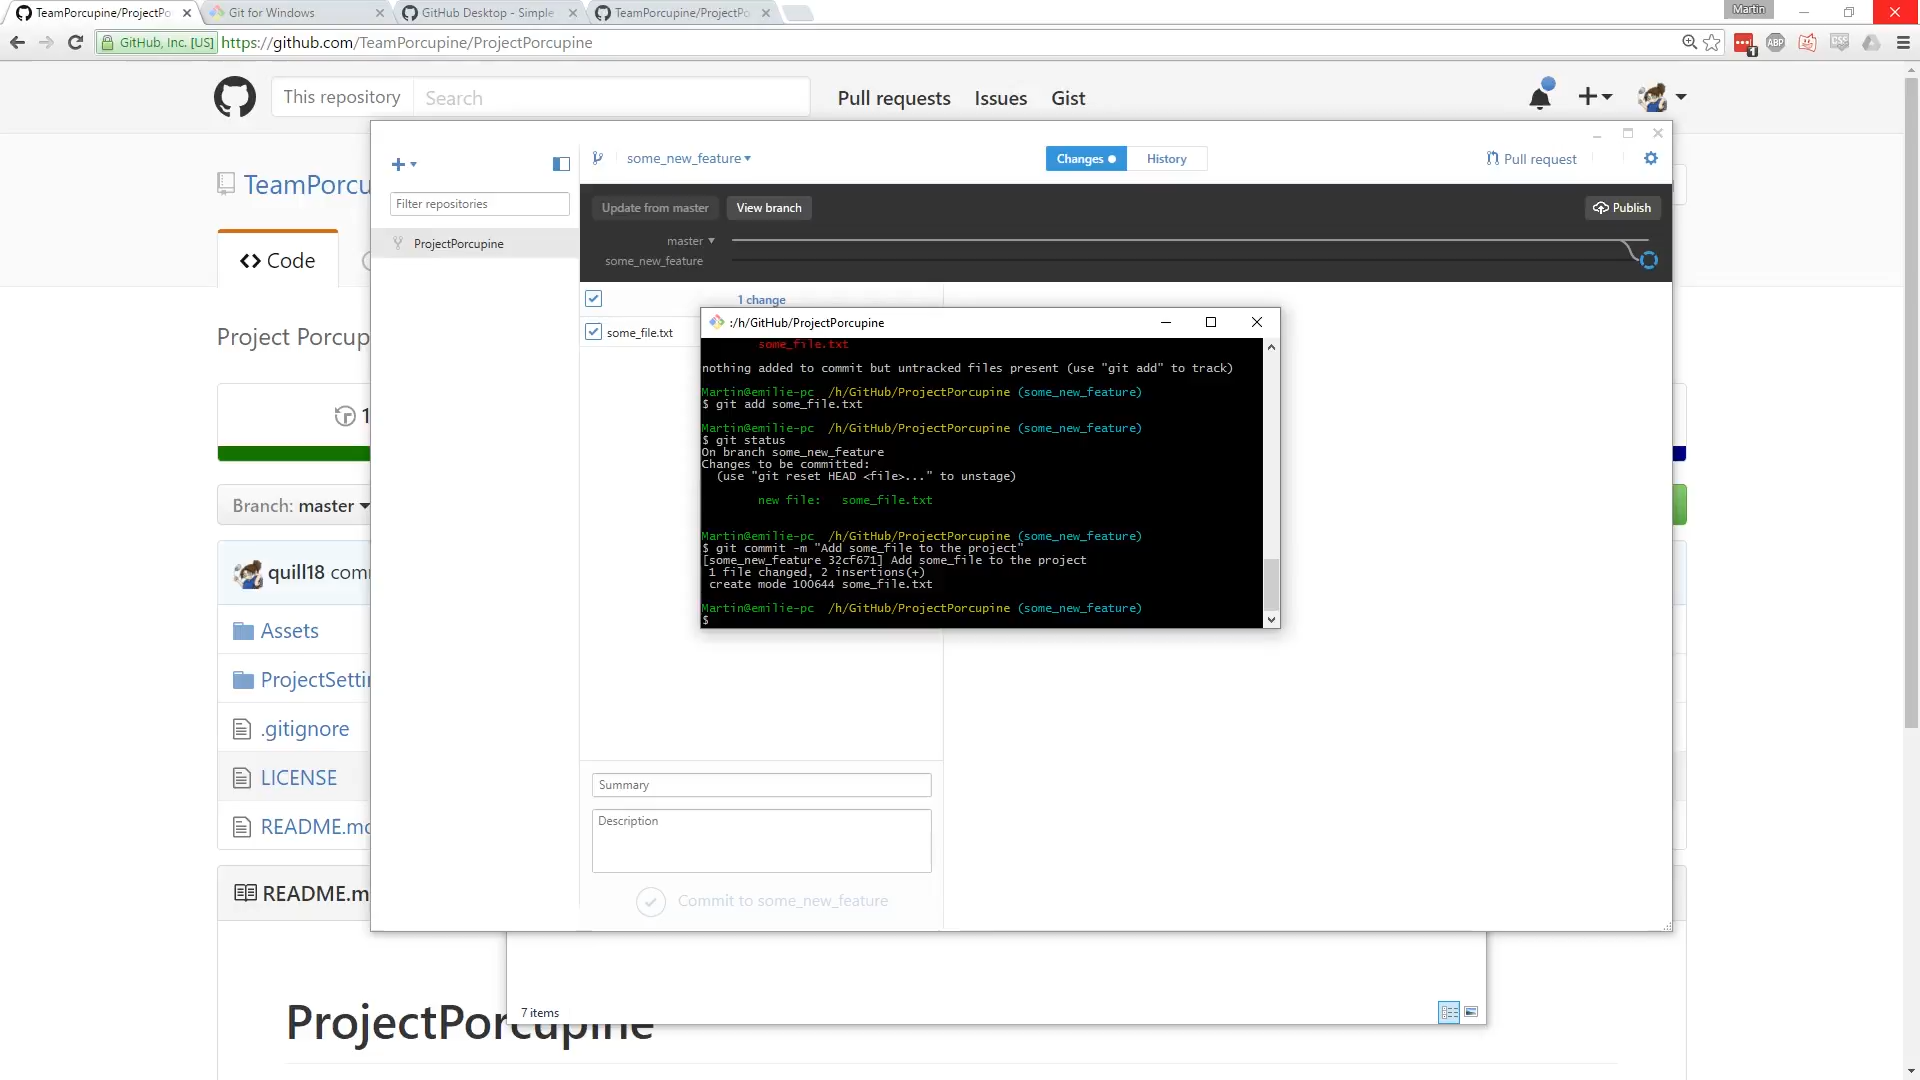 TeamPorcupine/ProjectPo
Git for Windows
GitHub Desktop - Simple
TeamPorcupine/ProjectPo
Martin
GitHub, Inc. [US]
https://github.com/TeamPorcupine/ProjectPorcupine
1
ABP
CSS
This repository
Search
Pull requests
Issues
Gist
some_new_feature
Changes
History
Pull request
TeamPorcu
Filter repositories
Update from master
View branch
Publish
ProjectPorcupine
master
some_new_feature
Code
1 change
some_file.txt
Project Porcup
:/h/GitHub/ProjectPorcupine
some_file.txt
nothing added to commit but untracked files present (use "git add" to track)
Martin@emilie-pc /h/GitHub/ProjectPorcupine (some_new_feature)
$ git add some_file.txt
Martin@emilie-pc /h/GitHub/ProjectPorcupine (some_new_feature)
$ git status
On branch some_new_feature
Changes to be committed:
(use "git reset HEAD <file>..." to unstage)
new file: some_file.txt
Martin@emilie-pc /h/GitHub/ProjectPorcupine (some_new_feature)
$ git commit -m "Add some_file to the project"
[some_new_feature 32cf671] Add some_file to the project
1 file changed, 2 insertions(+)
create mode 100644 some_file.txt
Martin@emilie-pc /h/GitHub/ProjectPorcupine (some_new_feature)
$
1
Branch: master
quill18 com
Assets
ProjectSettin
.gitignore
LICENSE
README.md
Summary
Description
Commit to some_new_feature
README.m
7 items
ProjectPorcupine